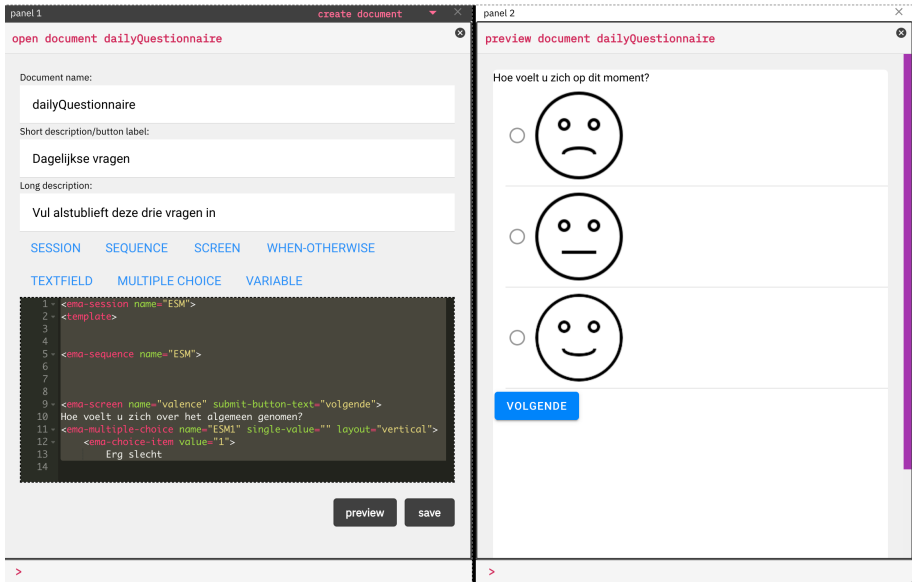 panel 1
create document
open document dailyQuestionnaire
Document name:
dailyQuestionnaire
Short description/button label:
Dagelijkse vragen
Long description:
Vul alstublieft deze drie vragen in
SESSION SEQUENCE SCREEN WHEN-OTHERWISE
TEXTFIELD MULTIPLE CHOICE VARIABLE
1 <ema-session name="ESM">
2 <template>
3
4
5 <ema-sequence name="ESM">
6
7
8
9 <ema-screen name="valence" submit-button-text="volgende">
10 Hoe voelt u zich over het algemeen genomen?
11 <ema-multiple-choice name="ESM1" single-value="" layout="vertical">
12 <ema-choice-item value="1">
13 Erg slecht
14
preview save
>
panel 2
preview document dailyQuestionnaire
Hoe voelt u zich op dit moment?
VOLGENDE
>